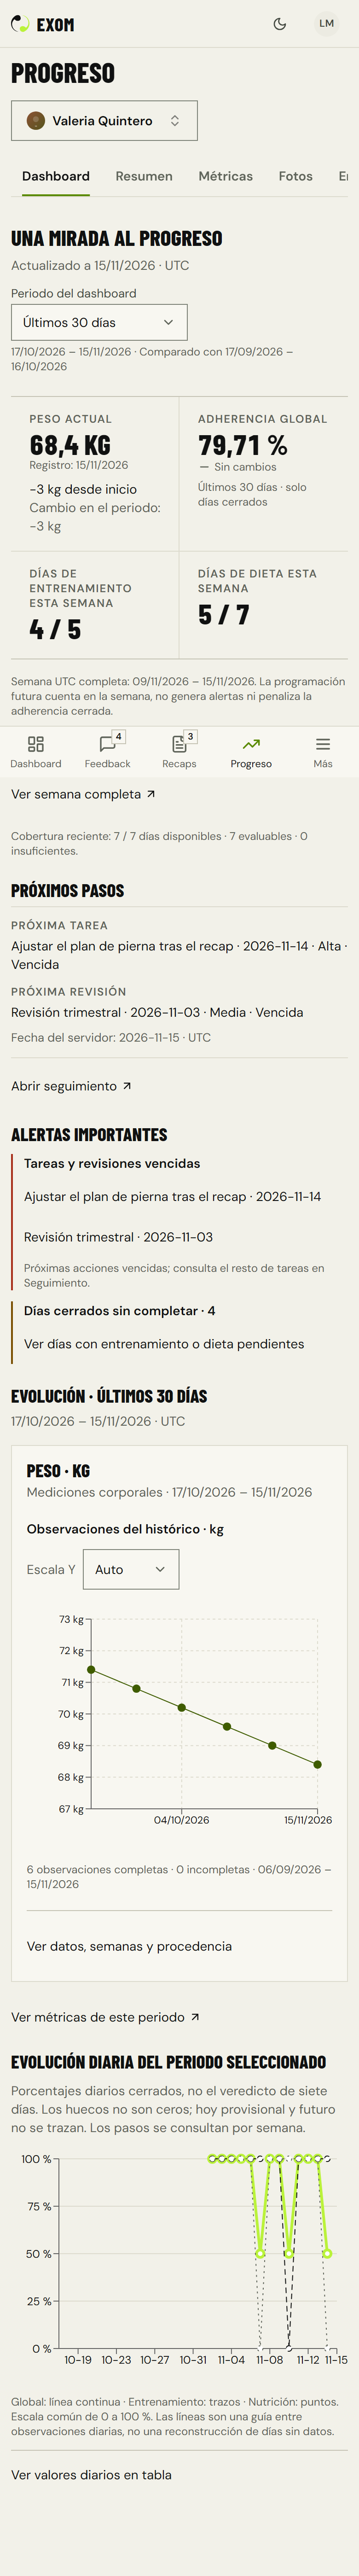 EXOM
LM
PROGRESO
Valeria Quintero
Dashboard Resumen Métricas Fotos
UNA MIRADA AL PROGRESO
Actualizado a 15/11/2026 · UTC
Periodo del dashboard
Últimos 30 días
17/10/2026 – 15/11/2026 · Comparado con 17/09/2026 –
16/10/2026
PESO ACTUAL
68,4 KG
Registro: 15/11/2026
-3 kg desde inicio
Cambio en el periodo:
-3 kg
ADHERENCIA GLOBAL
79,71 %
— Sin cambios
Últimos 30 días · solo
días cerrados
DÍAS DE
ENTRENAMIENTO
ESTA SEMANA
4 / 5
DÍAS DE DIETA ESTA
SEMANA
5 / 7
Semana UTC completa: 09/11/2026 – 15/11/2026. La programación
futura cuenta en la semana, no genera alertas ni penaliza la
adherencia cerrada.
4
3
Dashboard Feedback Recaps Progreso Más
Ver semana completa
Cobertura reciente: 7 / 7 días disponibles · 7 evaluables · 0
insuficientes.
PRÓXIMOS PASOS
PRÓXIMA TAREA
Ajustar el plan de pierna tras el recap · 2026-11-14 · Alta ·
Vencida
PRÓXIMA REVISIÓN
Revisión trimestral · 2026-11-03 · Media · Vencida
Fecha del servidor: 2026-11-15 · UTC
Abrir seguimiento
ALERTAS IMPORTANTES
Tareas y revisiones vencidas
Ajustar el plan de pierna tras el recap · 2026-11-14
Revisión trimestral · 2026-11-03
Próximas acciones vencidas; consulta el resto de tareas en
Seguimiento.
Días cerrados sin completar · 4
Ver días con entrenamiento o dieta pendientes
EVOLUCIÓN · ÚLTIMOS 30 DÍAS
17/10/2026 – 15/11/2026 · UTC
PESO · KG
Mediciones corporales · 17/10/2026 – 15/11/2026
Observaciones del histórico · kg
Escala Y Auto
73 kg
72 kg
71 kg
70 kg
69 kg
68 kg
67 kg
04/10/2026 15/11/2026
6 observaciones completas · 0 incompletas · 06/09/2026 –
15/11/2026
Ver datos, semanas y procedencia
Ver métricas de este periodo
EVOLUCIÓN DIARIA DEL PERIODO SELECCIONADO
Porcentajes diarios cerrados, no el veredicto de siete
días. Los huecos no son ceros; hoy provisional y futuro
no se trazan. Los pasos se consultan por semana.
100 %
75 %
50 %
25 %
0 %
10-19 10-23 10-27 10-31 11-04 11-08 11-12 11-15
Global: línea continua · Entrenamiento: trazos · Nutrición: puntos.
Escala común de 0 a 100 %. Las líneas son una guía entre
observaciones diarias, no una reconstrucción de días sin datos.
Ver valores diarios en tabla